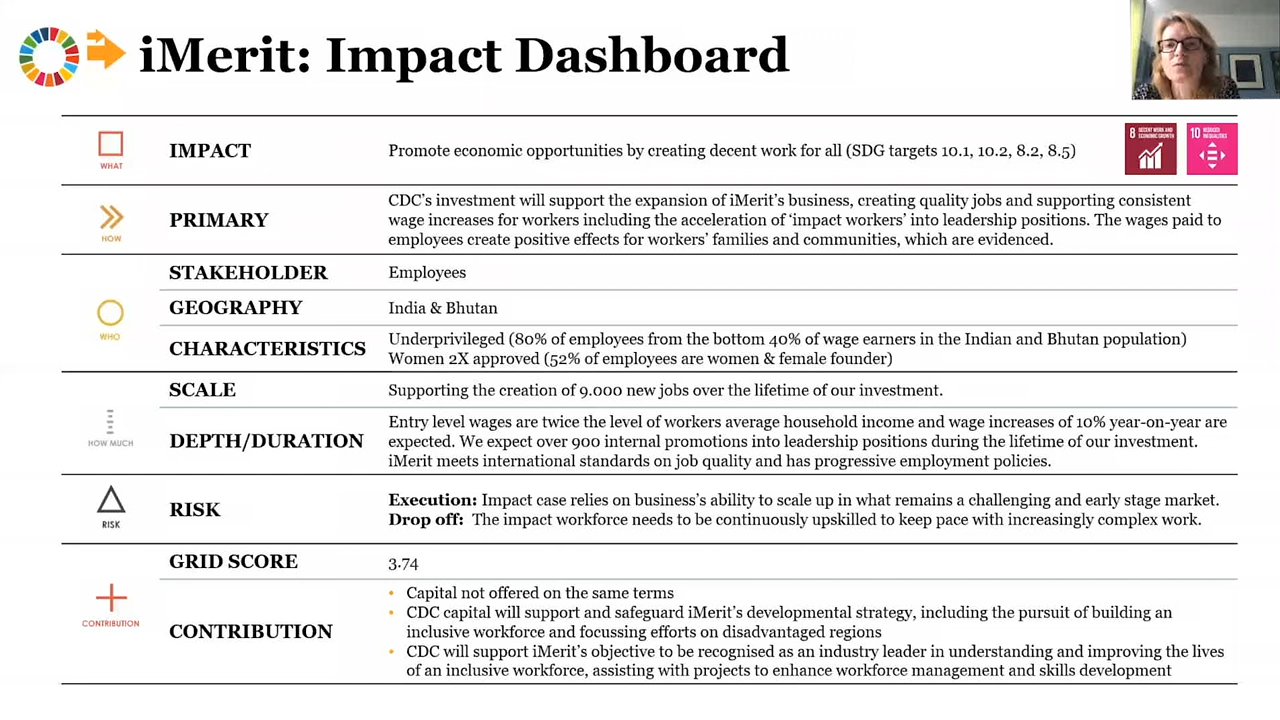 iMerit: Impact Dashboard
8 DECENT WORK AND
ECONOMIC GROWTH
10 REDUCED
INEQUALITIES
WHAT
IMPACT
Promote economic opportunities by creating decent work for all (SDG targets 10.1, 10.2, 8.2, 8.5)
HOW
PRIMARY
CDC’s investment will support the expansion of iMerit’s business, creating quality jobs and supporting consistent
wage increases for workers including the acceleration of ‘impact workers’ into leadership positions. The wages paid to
employees create positive effects for workers’ families and communities, which are evidenced.
WHO
STAKEHOLDER
Employees
GEOGRAPHY
India & Bhutan
CHARACTERISTICS
Underprivileged (80% of employees from the bottom 40% of wage earners in the Indian and Bhutan population)
Women 2X approved (52% of employees are women & female founder)
HOW MUCH
SCALE
Supporting the creation of 9.000 new jobs over the lifetime of our investment.
DEPTH/DURATION
Entry level wages are twice the level of workers average household income and wage increases of 10% year-on-year are
expected. We expect over 900 internal promotions into leadership positions during the lifetime of our investment.
iMerit meets international standards on job quality and has progressive employment policies.
RISK
RISK
Execution: Impact case relies on business’s ability to scale up in what remains a challenging and early stage market.
Drop off: The impact workforce needs to be continuously upskilled to keep pace with increasingly complex work.
CONTRIBUTION
GRID SCORE
3.74
CONTRIBUTION
• Capital not offered on the same terms
• CDC capital will support and safeguard iMerit’s developmental strategy, including the pursuit of building an
inclusive workforce and focussing efforts on disadvantaged regions
• CDC will support iMerit’s objective to be recognised as an industry leader in understanding and improving the lives
of an inclusive workforce, assisting with projects to enhance workforce management and skills development